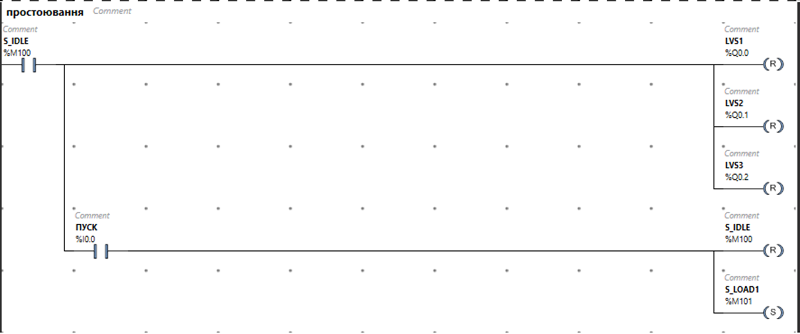 простоювання Comment
Comment
S_IDLE
%M100
Comment
LVS1
%Q0.0
R
Comment
LVS2
%Q0.1
R
Comment
LVS3
%Q0.2
R
Comment
ПУСК
%I0.0
Comment
S_IDLE
%M100
R
Comment
S_LOAD1
%M101
S